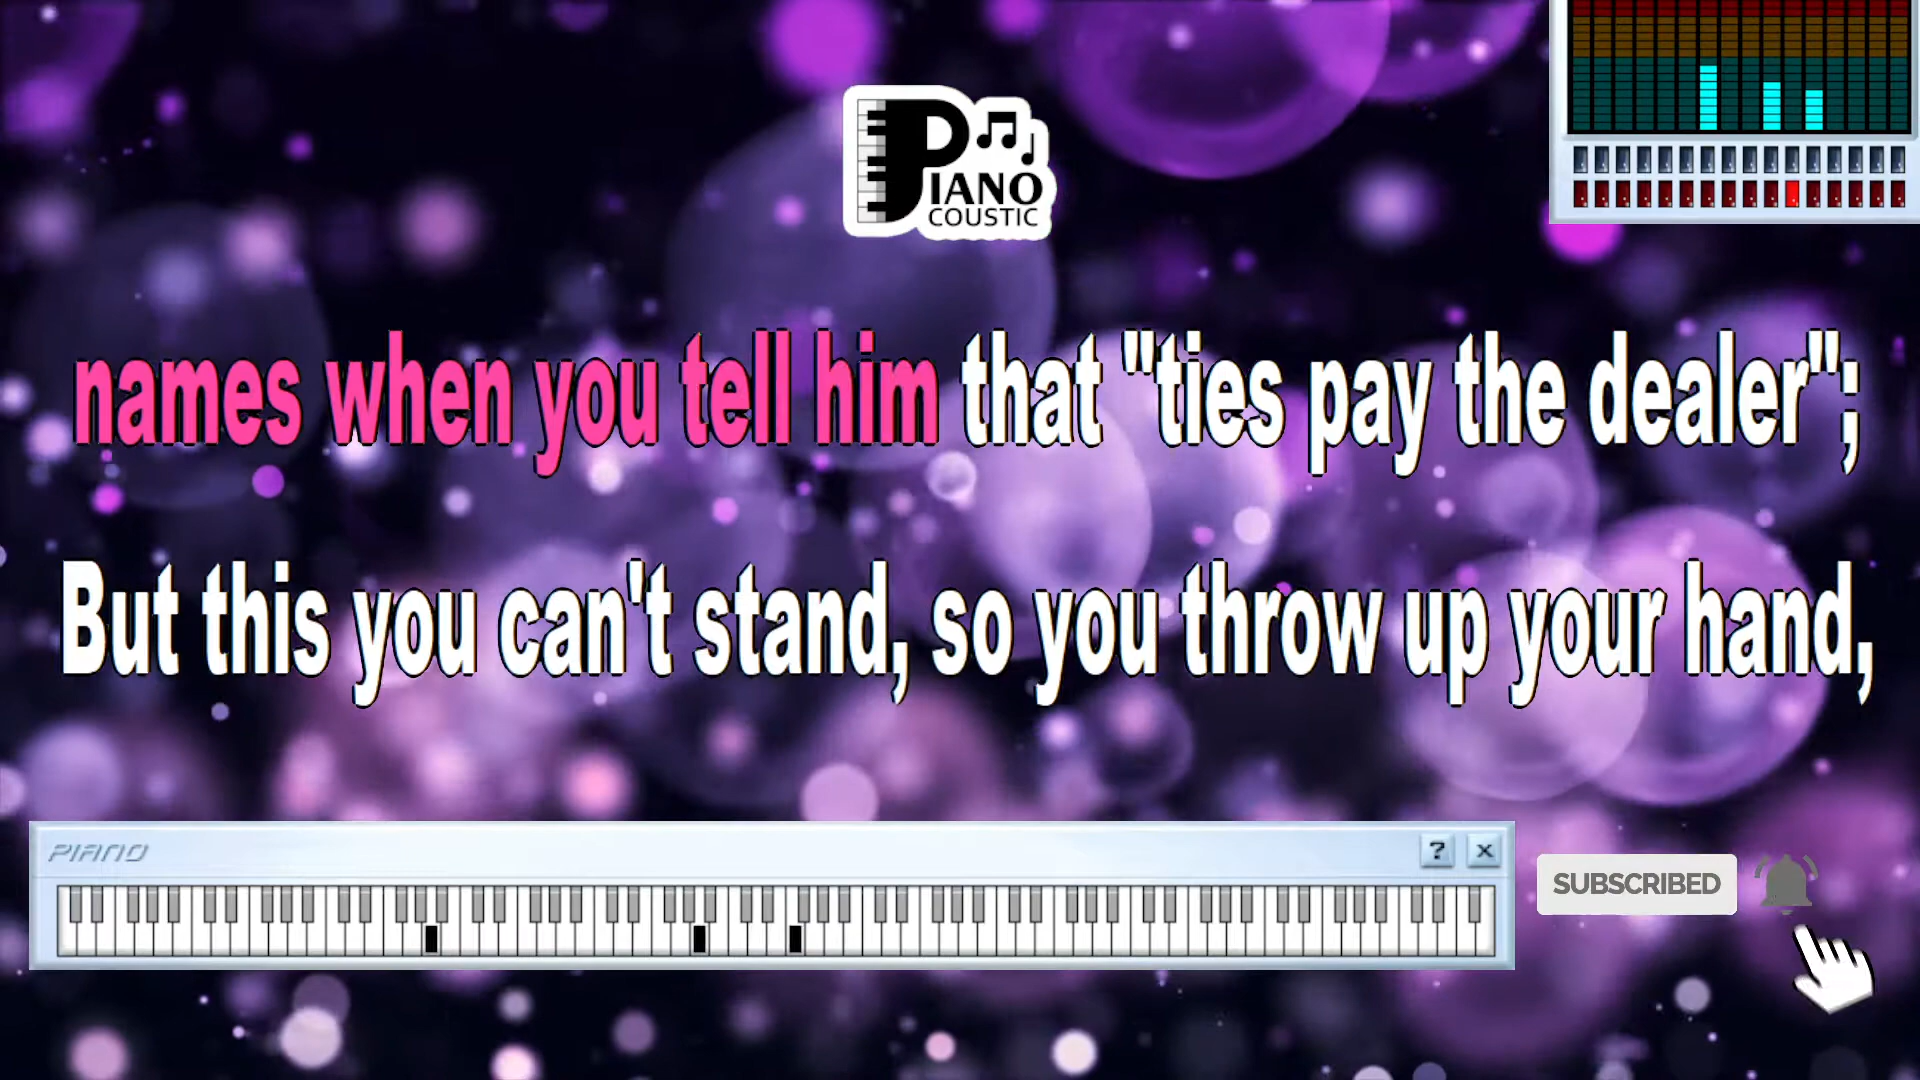 PIANO
COUSTIC
names when you tell him that "ties pay the dealer";
But this you can't stand, so you throw up your hand,
PIANO
? X
SUBSCRIBED